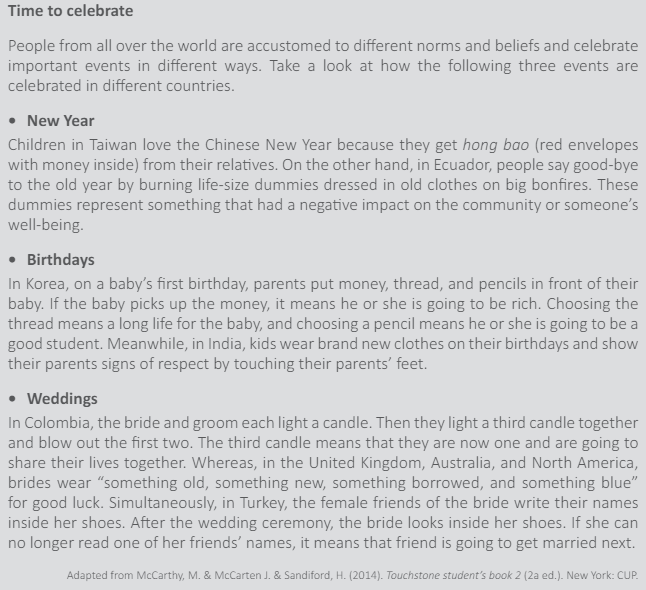 Time to celebrate
People from all over the world are accustomed to different norms and beliefs and celebrate
important events in different ways. Take a look at how the following three events are
celebrated in different countries.
• New Year
Children in Taiwan love the Chinese New Year because they get hong bao (red envelopes
with money inside) from their relatives. On the other hand, in Ecuador, people say good-bye
to the old year by burning life-size dummies dressed in old clothes on big bonfires. These
dummies represent something that had a negative impact on the community or someone's
well-being.
• Birthdays
In Korea, on a baby's first birthday, parents put money, thread, and pencils in front of their
baby. If the baby picks up the money, it means he or she is going to be rich. Choosing the
thread means a long life for the baby, and choosing a pencil means he or she is going to be a
good student. Meanwhile, in India, kids wear brand new clothes on their birthdays and show
their parents signs of respect by touching their parents' feet.
• Weddings
In Colombia, the bride and groom each light a candle. Then they light a third candle together
and blow out the first two. The third candle means that they are now one and are going to
share their lives together. Whereas, in the United Kingdom, Australia, and North America,
brides wear "something old, something new, something borrowed, and something blue"
for good luck. Simultaneously, in Turkey, the female friends of the bride write their names
inside her shoes. After the wedding ceremony, the bride looks inside her shoes. If she can
no longer read one of her friends' names, it means that friend is going to get married next.
Adapted from McCarthy, M. & McCarten J. & Sandiford, H. (2014). Touchstone student's book 2 (2a ed.). New York: CUP.